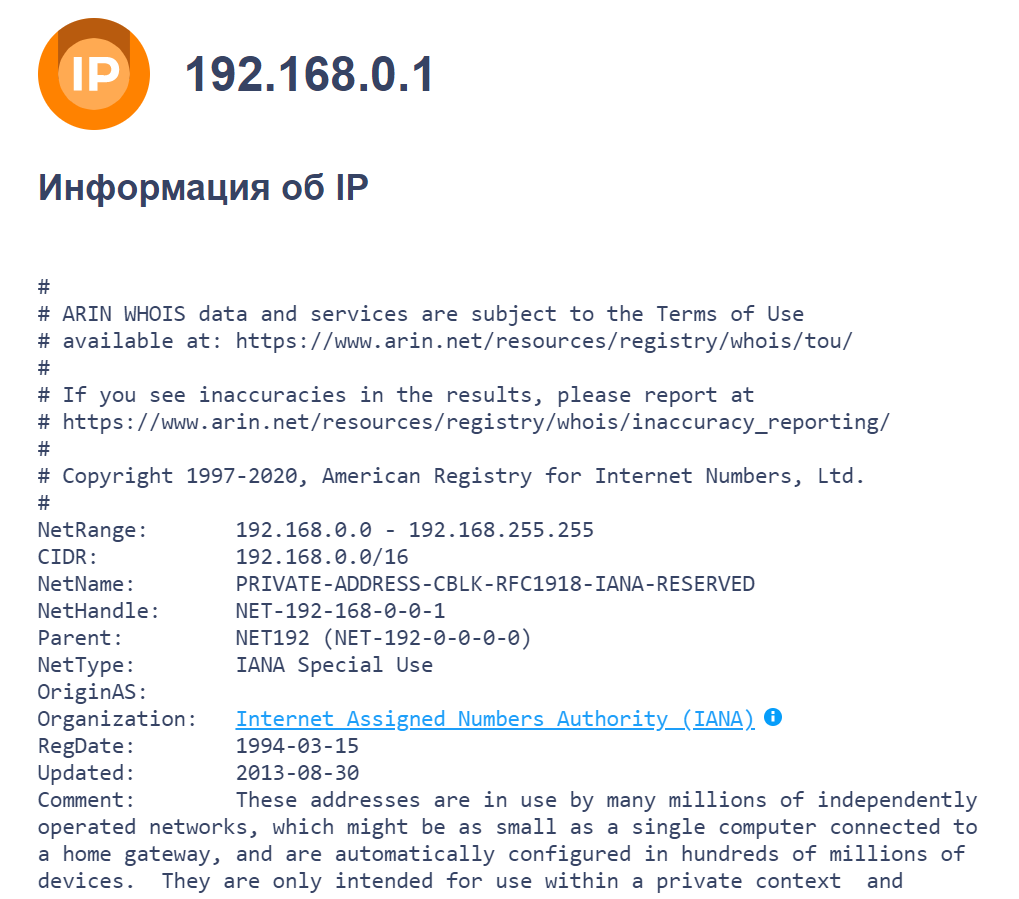 IP
192.168.0.1
Информация об IP
#
# ARIN WHOIS data and services are subject to the Terms of Use
# available at: https://www.arin.net/resources/registry/whois/tou/
#
# If you see inaccuracies in the results, please report at
# https://www.arin.net/resources/registry/whois/inaccuracy_reporting/
#
# Copyright 1997-2020, American Registry for Internet Numbers, Ltd.
#
NetRange:       192.168.0.0 - 192.168.255.255
CIDR:           192.168.0.0/16
NetName:        PRIVATE-ADDRESS-CBLK-RFC1918-IANA-RESERVED
NetHandle:      NET-192-168-0-0-1
Parent:         NET192 (NET-192-0-0-0-0)
NetType:        IANA Special Use
OriginAS:
Organization:   Internet Assigned Numbers Authority (IANA)
RegDate:        1994-03-15
Updated:        2013-08-30
Comment:        These addresses are in use by many millions of independently
operated networks, which might be as small as a single computer connected to
a home gateway, and are automatically configured in hundreds of millions of
devices.  They are only intended for use within a private context  and